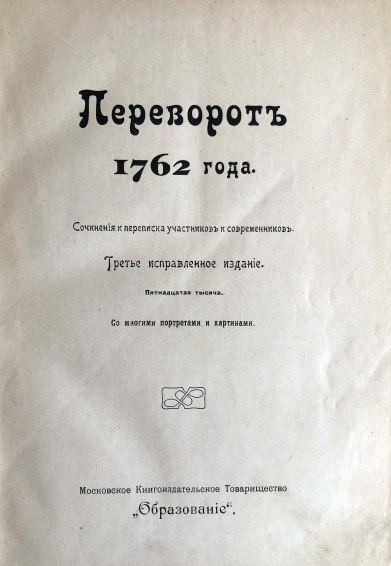 Переворотъ
1762 года.
Сочиненія и переписка участниковъ и современниковъ.
Третье исправленное изданіе.
Пятнадцатая тысяча.
Со многими портретами и картинами.
Московское Книгоиздательское Товарищество
„Образованіе“.